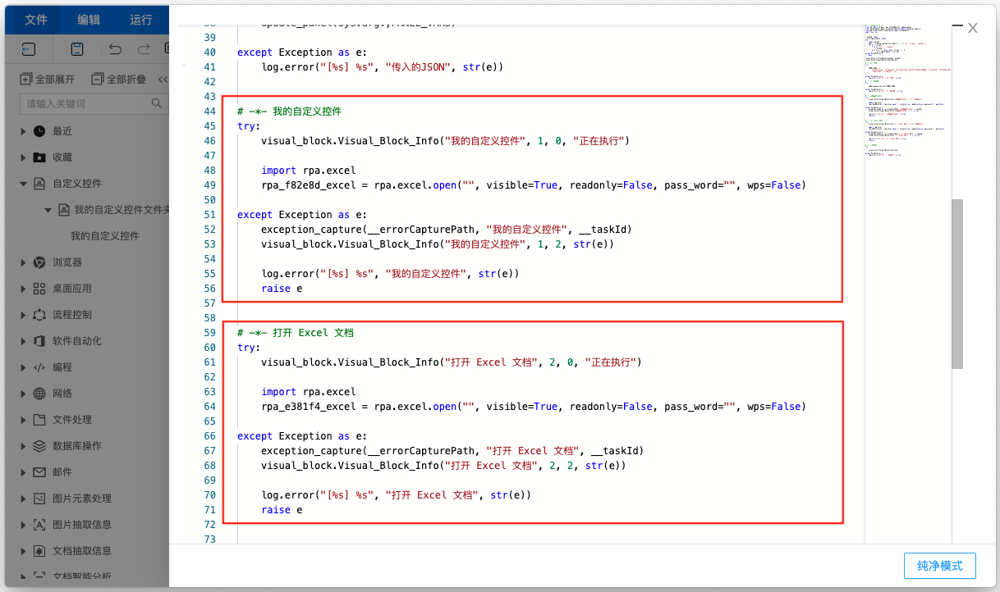 文件 编辑 运行
全部展开 全部折叠 <<
请输入关键词
最近
收藏
自定义控件
我的自定义控件文件夹
我的自定义控件
浏览器
桌面应用
流程控制
软件自动化
编程
网络
文件处理
数据库操作
邮件
图片元素处理
图片抽取信息
文档抽取信息
文档智能分析
39
40 except Exception as e:
41 log.error("[%s] %s", "传入的JSON", str(e))
42
43
44 # -*- 我的自定义控件
45 try:
46 visual_block.Visual_Block_Info("我的自定义控件", 1, 0, "正在执行")
47
48 import rpa.excel
49 rpa_f82e8d_excel = rpa.excel.open("", visible=True, readonly=False, pass_word="", wps=False)
50
51 except Exception as e:
52 exception_capture(__errorCapturePath, "我的自定义控件", __taskId)
53 visual_block.Visual_Block_Info("我的自定义控件", 1, 2, str(e))
54
55 log.error("[%s] %s", "我的自定义控件", str(e))
56 raise e
57
58
59 # -*- 打开 Excel 文档
60 try:
61 visual_block.Visual_Block_Info("打开 Excel 文档", 2, 0, "正在执行")
62
63 import rpa.excel
64 rpa_e381f4_excel = rpa.excel.open("", visible=True, readonly=False, pass_word="", wps=False)
65
66 except Exception as e:
67 exception_capture(__errorCapturePath, "打开 Excel 文档", __taskId)
68 visual_block.Visual_Block_Info("打开 Excel 文档", 2, 2, str(e))
69
70 log.error("[%s] %s", "打开 Excel 文档", str(e))
71 raise e
72
73
纯净模式